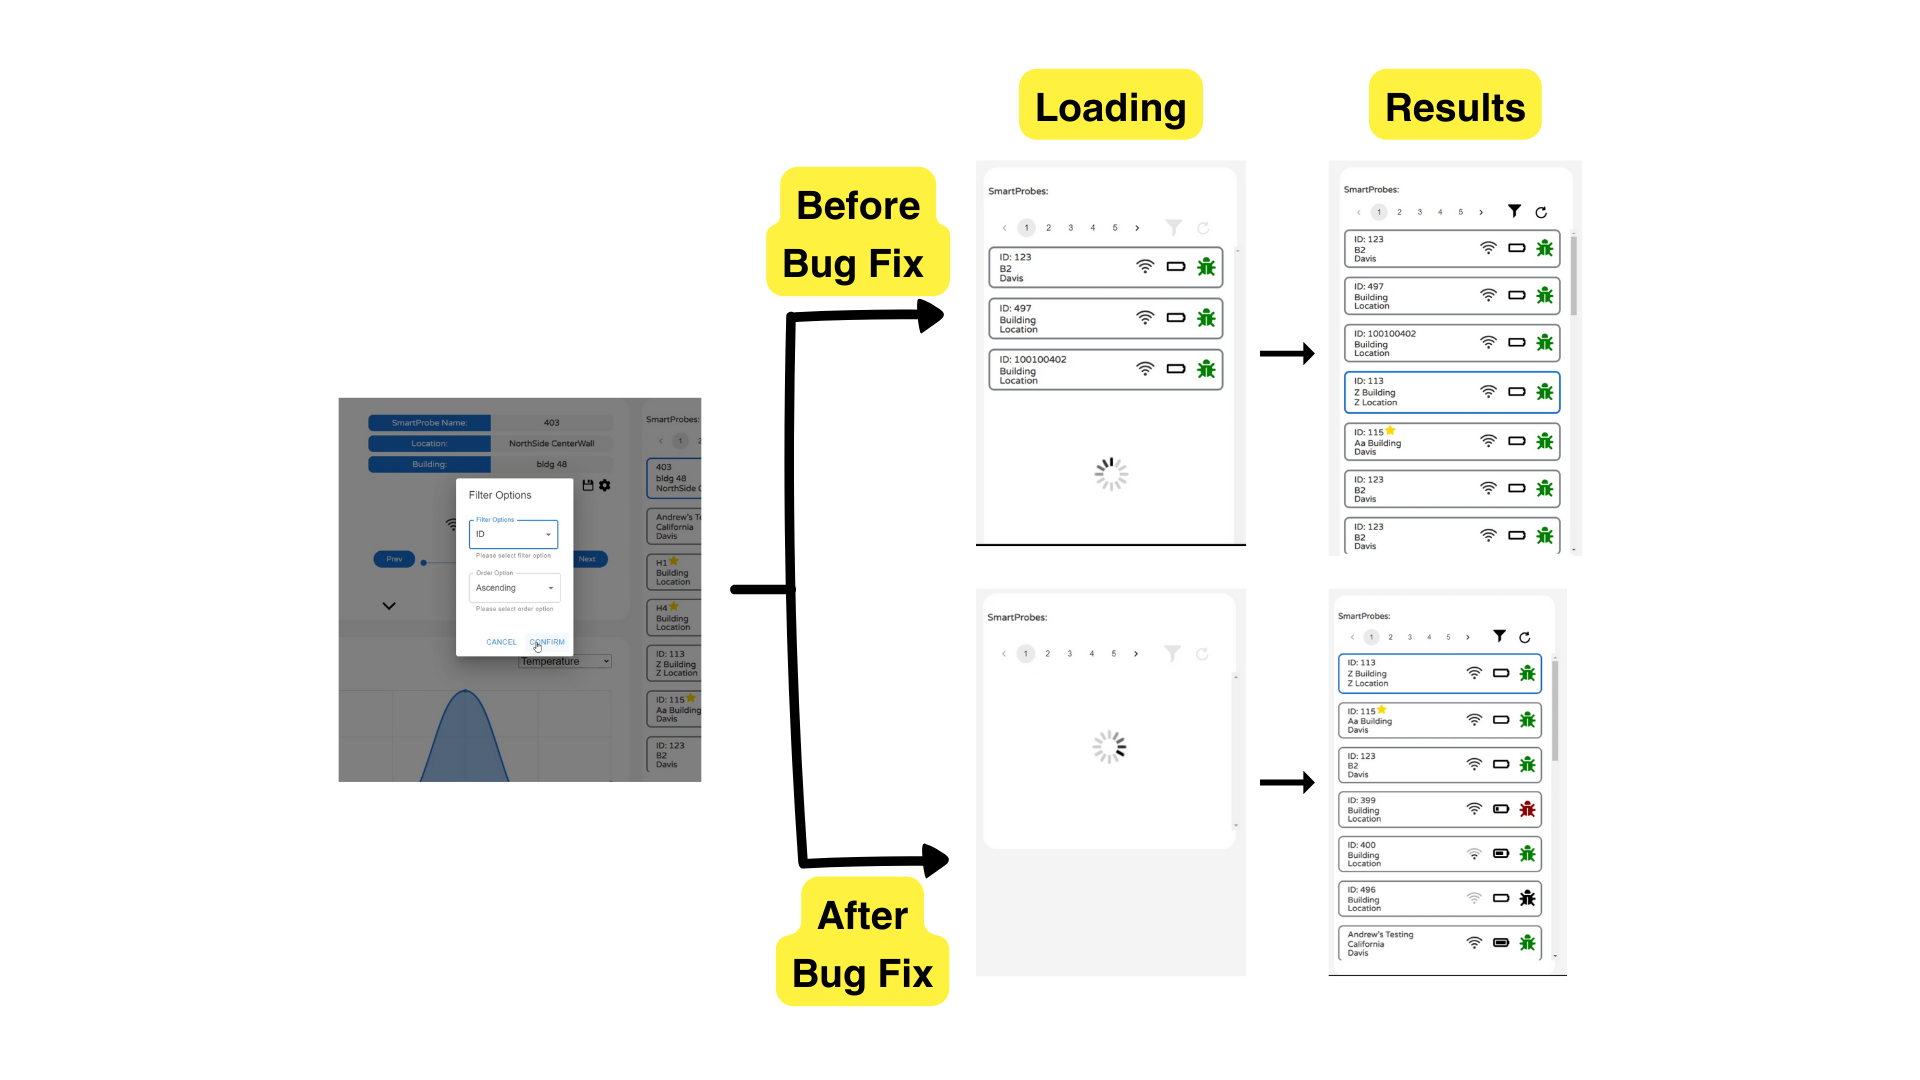 Loading
Results
Before
Bug Fix
SmartProbes:
‹ 1 2 3 4 5 ›
ID: 123
B2
Davis
ID: 497
Building
Location
ID: 100100402
Building
Location
SmartProbes:
‹ 1 2 3 4 5 ›
ID: 123
B2
Davis
ID: 497
Building
Location
ID: 100100402
Building
Location
ID: 113
Z Building
Z Location
ID: 115
Aa Building
Davis
ID: 123
B2
Davis
ID: 123
B2
Davis
SmartProbe Name: 403
Location: NorthSide CenterWall
Building: bldg 48
Prev
Next
Filter Options
Filter Options
ID
Please select filter option
Order Option
Ascending
Please select order option
CANCEL CONFIRM
Temperature
SmartProbes:
‹ 1 2
403
bldg 48
NorthSide C
Andrew's T
California
Davis
H1
Building
Location
H4
Building
Location
ID: 113
Z Building
Z Location
ID: 115
Aa Building
Davis
ID: 123
B2
Davis
After
Bug Fix
SmartProbes:
‹ 1 2 3 4 5 ›
SmartProbes:
‹ 1 2 3 4 5 ›
ID: 113
Z Building
Z Location
ID: 115
Aa Building
Davis
ID: 123
B2
Davis
ID: 399
Building
Location
ID: 400
Building
Location
ID: 496
Building
Location
Andrew's Testing
California
Davis